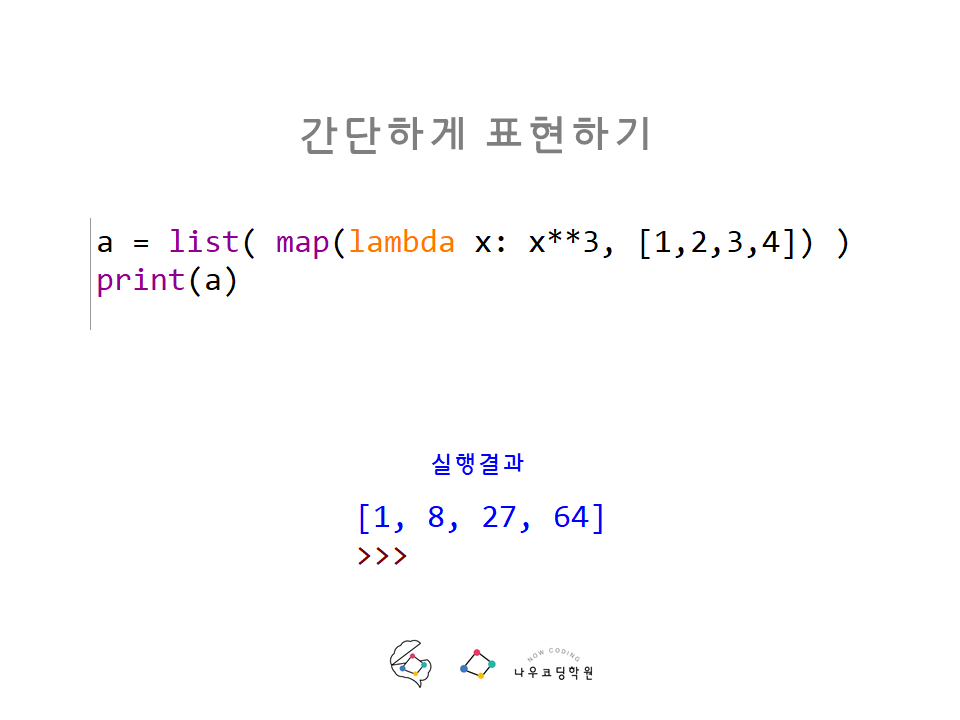 간단하게 표현하기
a = list( map(lambda x: x**3, [1,2,3,4]) )
print(a)
실행결과
[1, 8, 27, 64]
>>>
NOW CODING
나우코딩학원